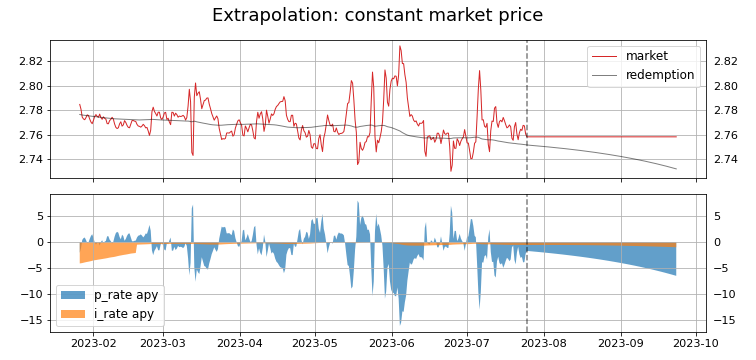 Extrapolation: constant market price
2.82 2.82
2.80 2.80
2.78 2.78
2.76 2.76
2.74 2.74
market
redemption
5 5
0 0
−5 −5
−10 −10
−15 −15
p_rate apy
i_rate apy
2023-02 2023-03 2023-04 2023-05 2023-06 2023-07 2023-08 2023-09 2023-10